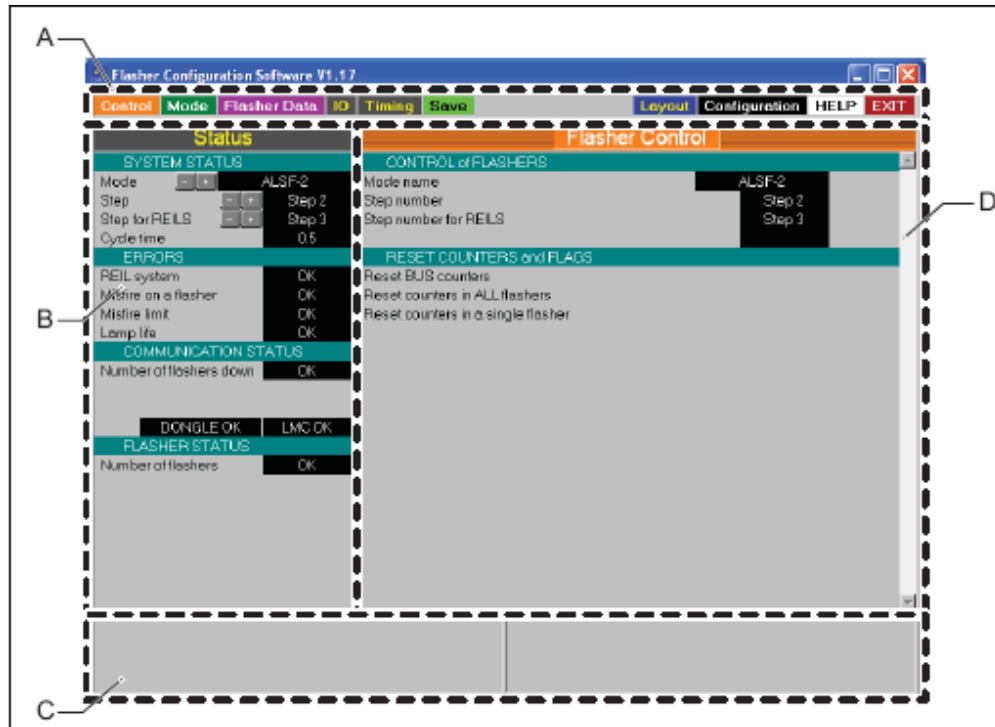 A
Flasher Configuration Software V1.17
Control Mode Flasher Data IO Timing Save Layout Configuration HELP EXIT
Status
SYSTEM STATUS
Mode - + ALSF-2
Step - + Step 2
Step for REILS - + Step 3
Cycle time 0.5
ERRORS
REIL system OK
Misfire on a flasher OK
Misfire limit OK
Lamp life OK
COMMUNICATION STATUS
Number of flashers down OK
DONGLE OK LMC OK
FLASHER STATUS
Number of flashers OK
B
Flasher Control
CONTROL of FLASHERS
Mode name ALSF-2
Step number Step 2
Step number for REILS Step 3
RESET COUNTERS and FLAGS
Reset BUS counters
Reset counters in ALL flashers
Reset counters in a single flasher
D
C